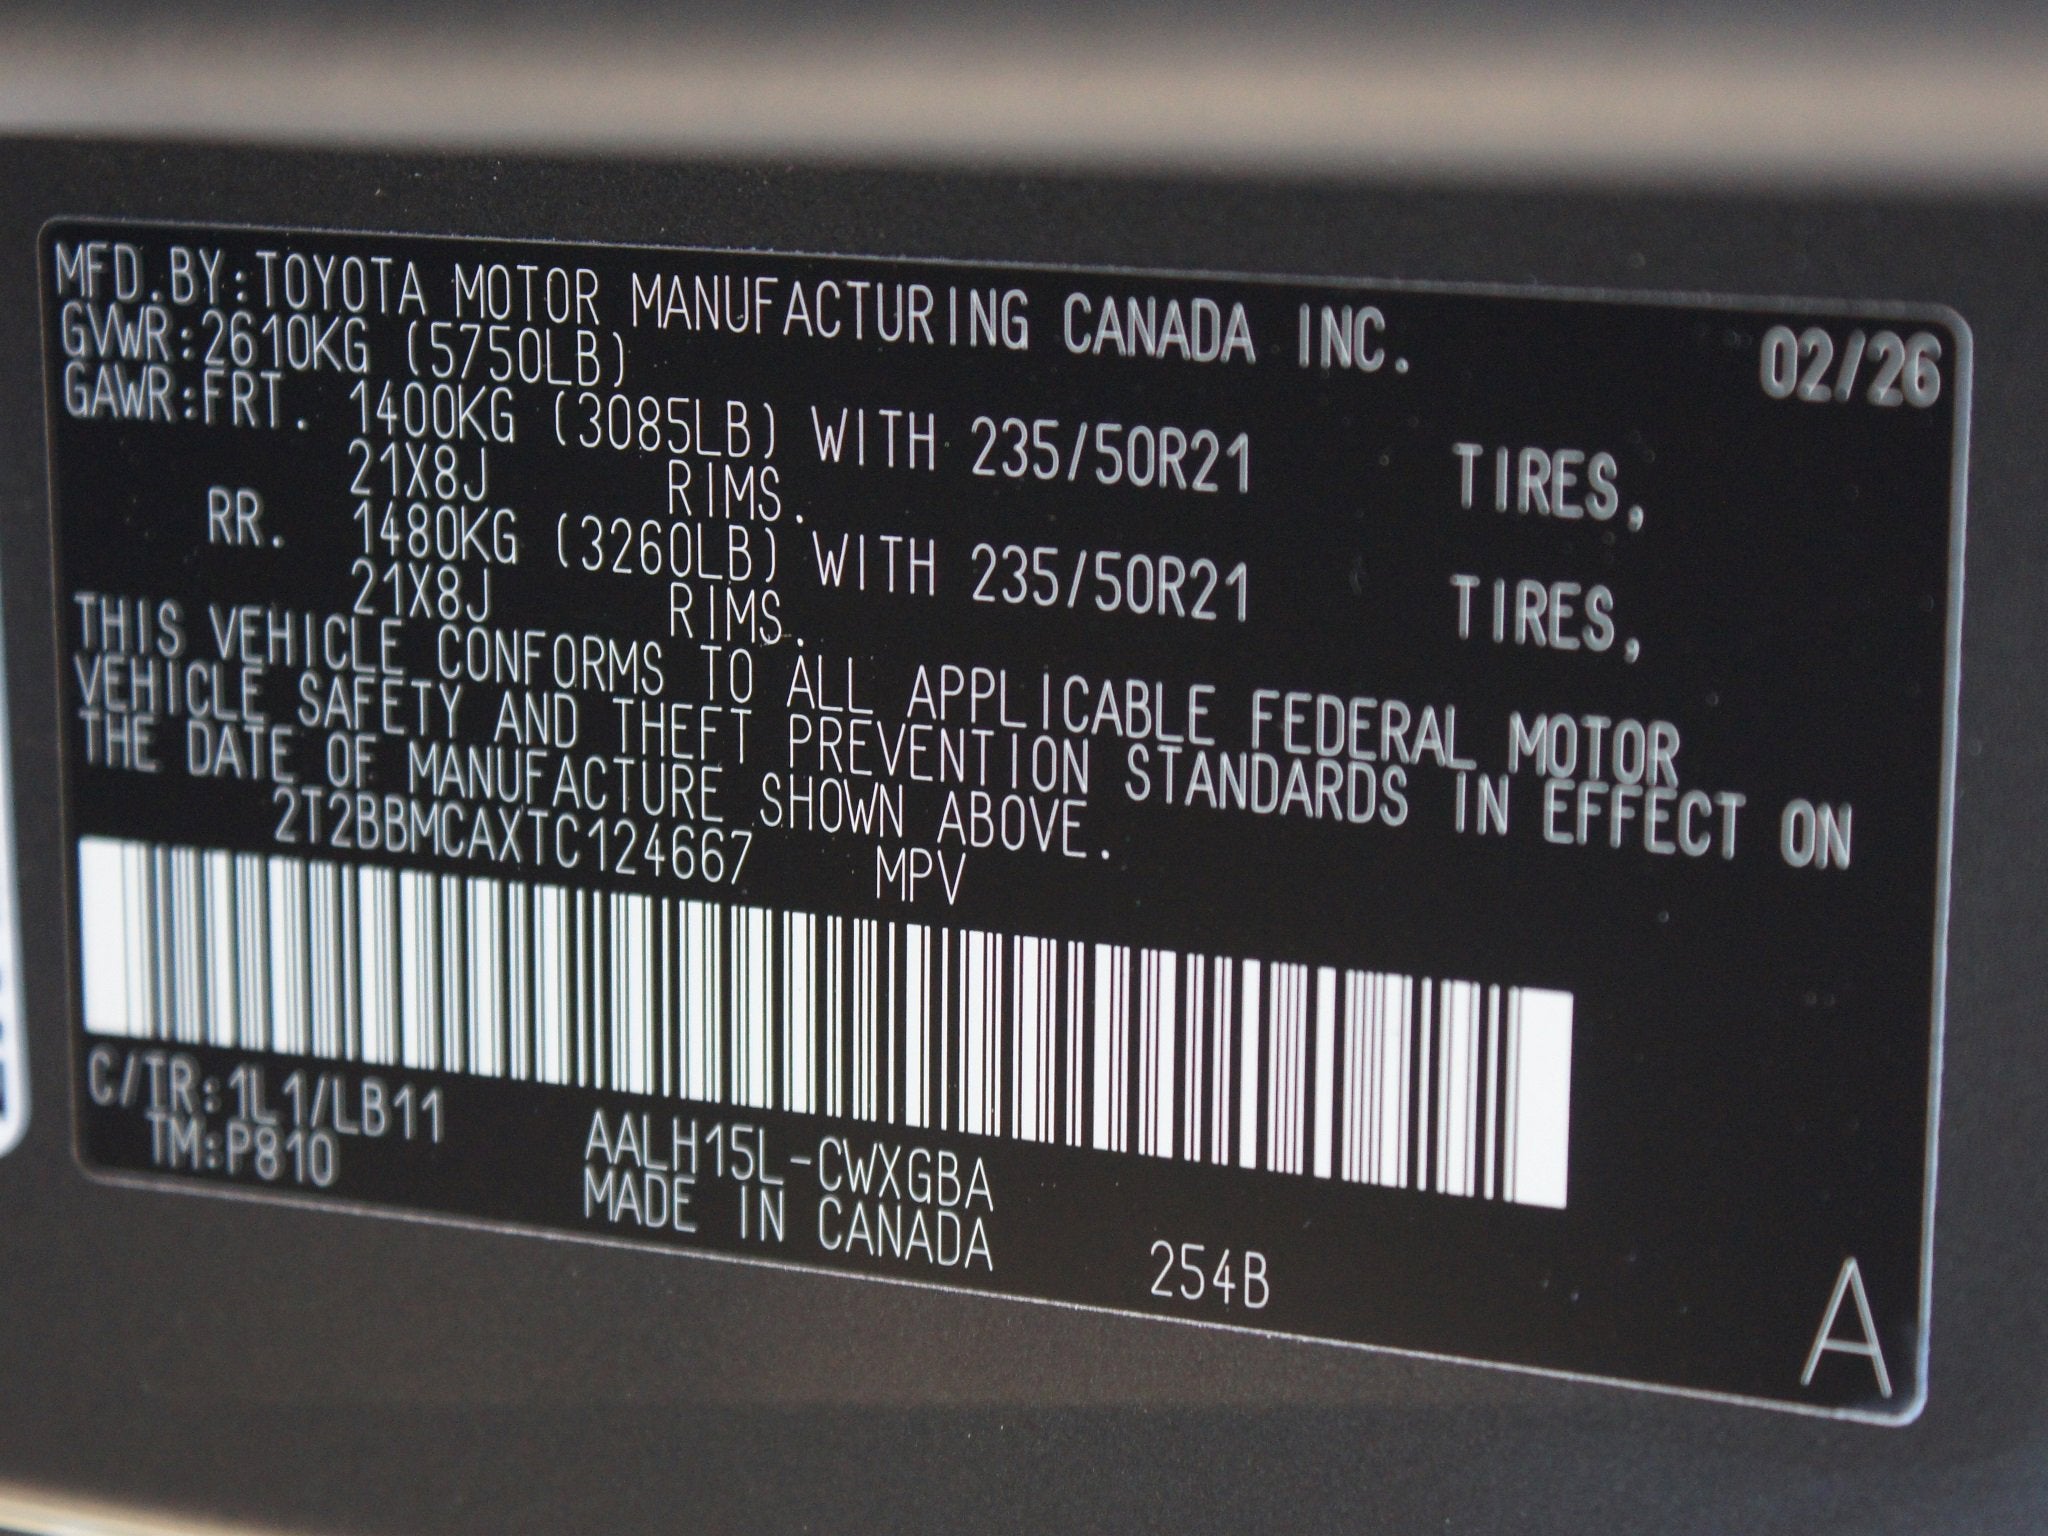 MFD.BY:TOYOTA MOTOR MANUFACTURING CANADA INC. 02/26
GVWR:2610KG (5750LB)
GAWR:FRT. 1400KG (3085LB) WITH 235/50R21 TIRES,
21X8J RIMS.
RR. 1480KG (3260LB) WITH 235/50R21 TIRES,
21X8J RIMS.
THIS VEHICLE CONFORMS TO ALL APPLICABLE FEDERAL MOTOR
VEHICLE SAFETY AND THEFT PREVENTION STANDARDS IN EFFECT ON
THE DATE OF MANUFACTURE SHOWN ABOVE.
2T2BBMCAXTC124667 MPV
C/TR:1L1/LB11 AALH15L-CWXGBA
TM:P810 MADE IN CANADA 254B
A